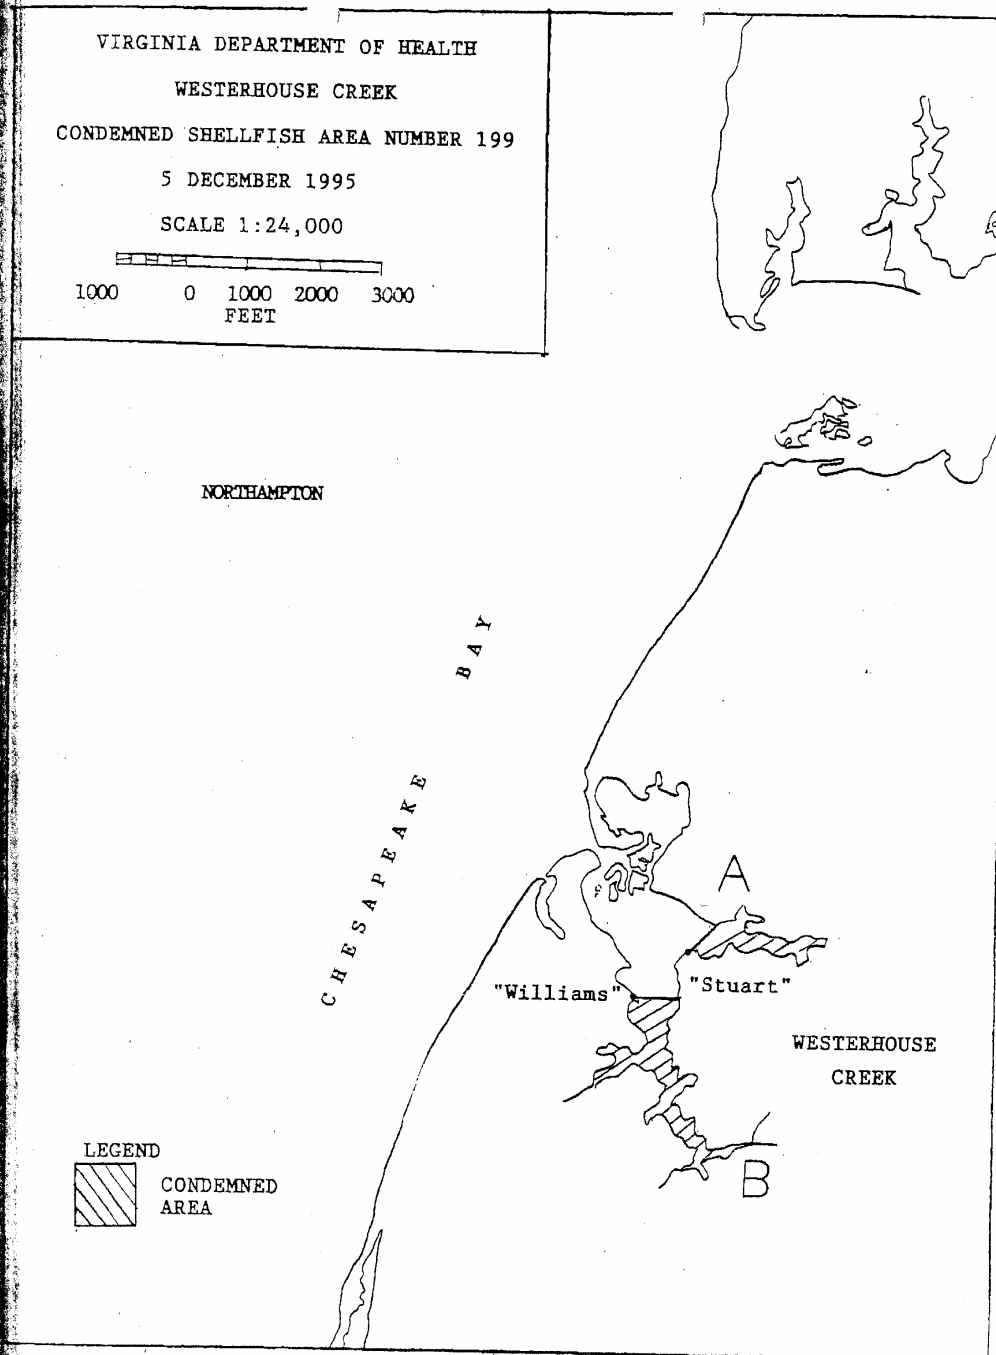 VIRGINIA DEPARTMENT OF HEALTH
WESTERHOUSE CREEK
CONDEMNED SHELLFISH AREA NUMBER 199
5 DECEMBER 1995
SCALE 1:24,000
1000 0 1000 2000 3000
FEET
NORTHAMPTON
CHESAPEAKE BAY
A
"Williams"
"Stuart"
WESTERHOUSE
CREEK
B
LEGEND
CONDEMNED
AREA